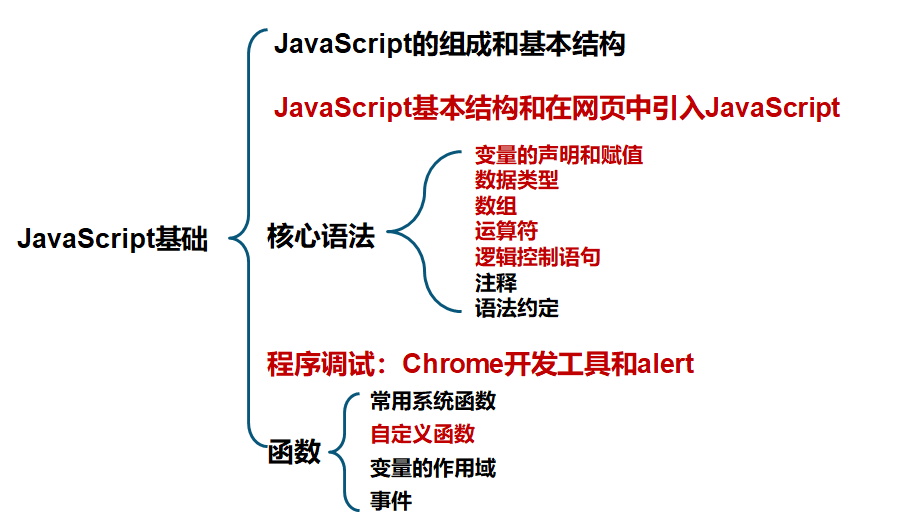 JavaScript的组成和基本结构
JavaScript基本结构和在网页中引入JavaScript
变量的声明和赋值
数据类型
数组
运算符
逻辑控制语句
注释
语法约定
核心语法
JavaScript基础
程序调试：Chrome开发工具和alert
常用系统函数
自定义函数
变量的作用域
事件
函数